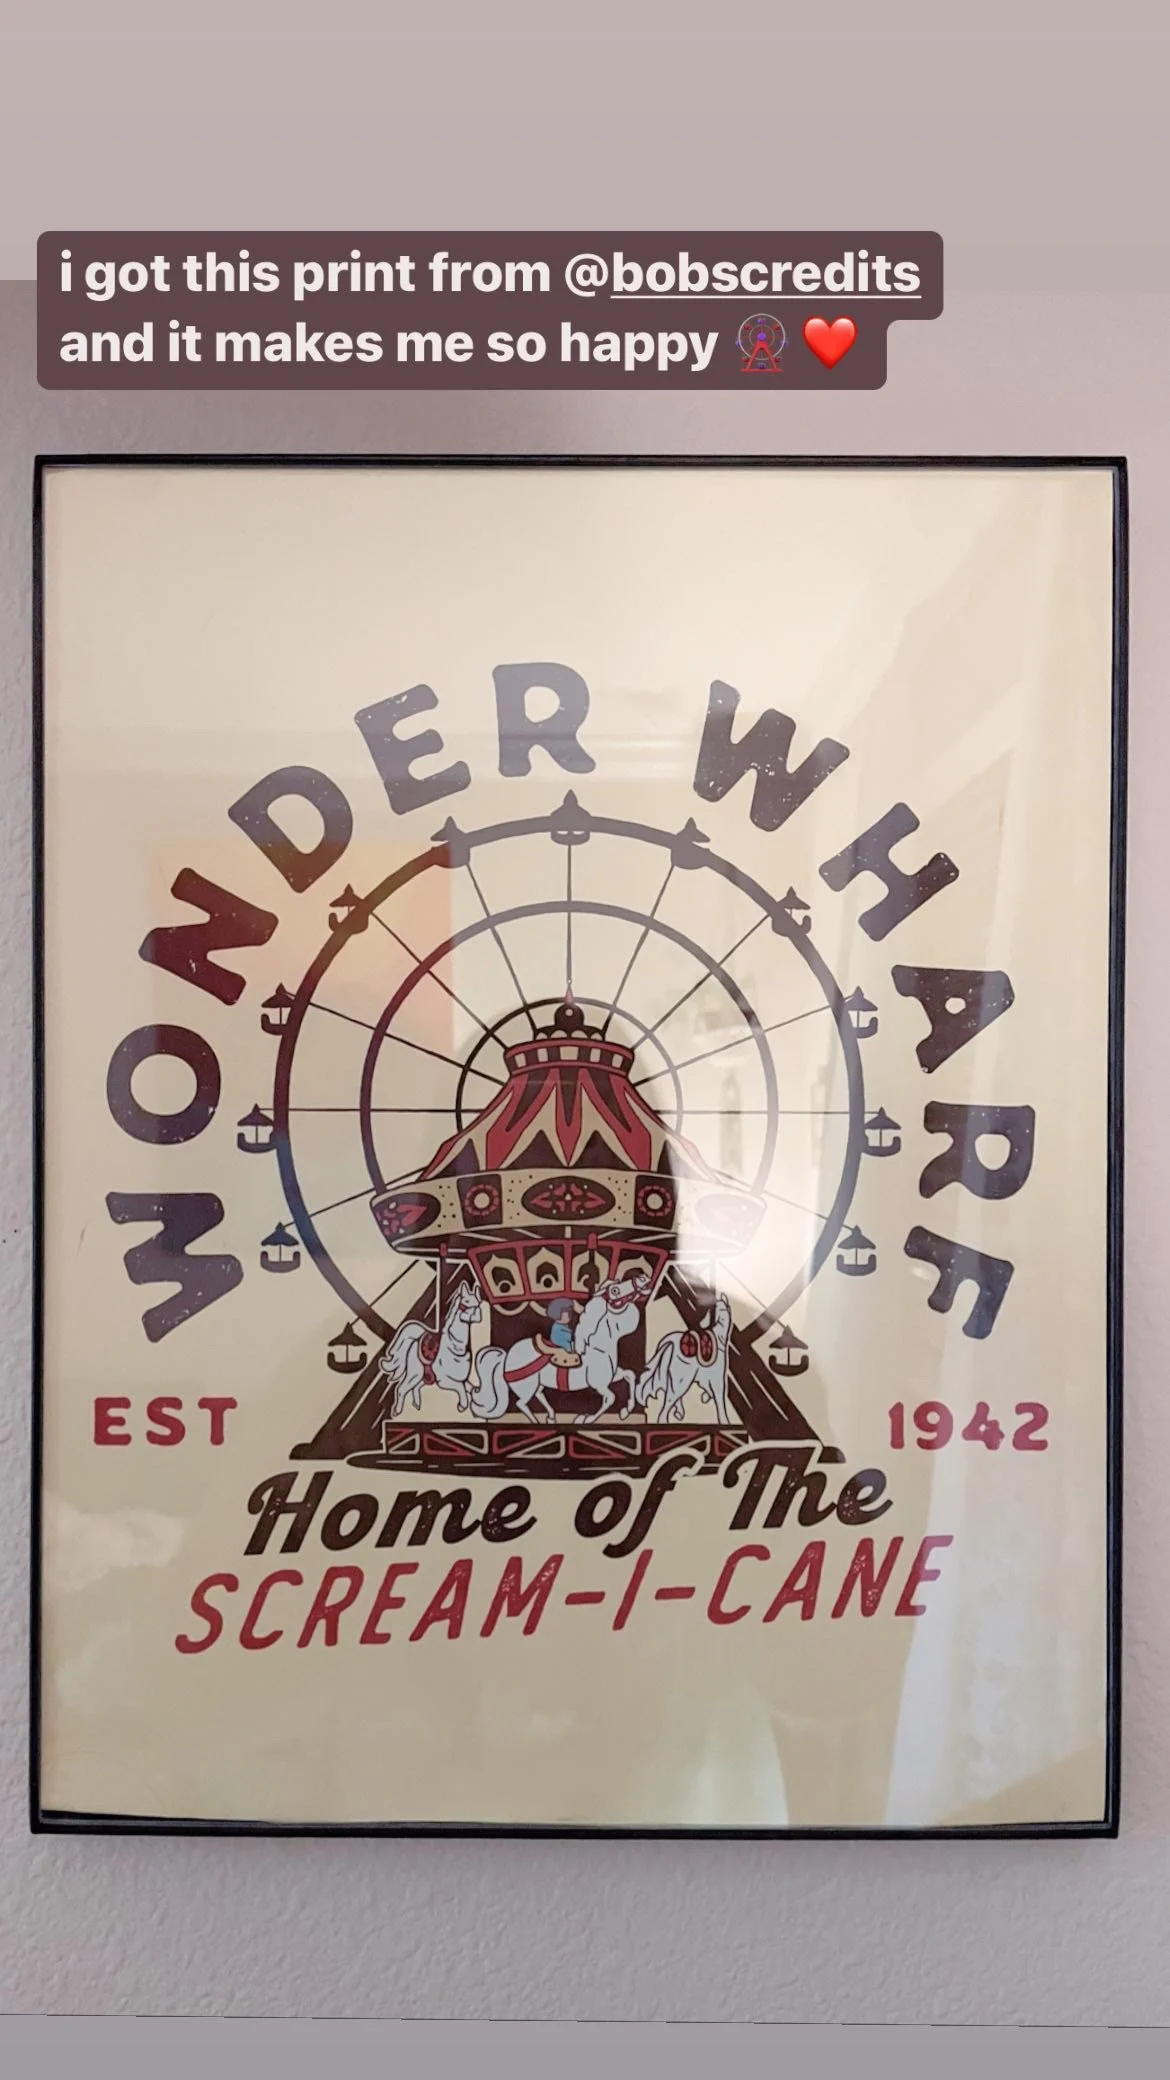 i got this print from @bobscredits
and it makes me so happy 🎡 ❤️
WONDER WHARF
EST 1942
Home of The
SCREAM-I-CANE